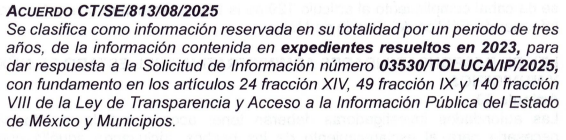 ACUERDO CT/SE/813/08/2025
Se clasifica como información reservada en su totalidad por un periodo de tres
años, de la información contenida en expedientes resueltos en 2023, para
dar respuesta a la Solicitud de Información número 03530/TOLUCA/IP/2025,
con fundamento en los artículos 24 fracción XIV, 49 fracción IX y 140 fracción
VIII de la Ley de Transparencia y Acceso a la Información Pública del Estado
de México y Municipios.